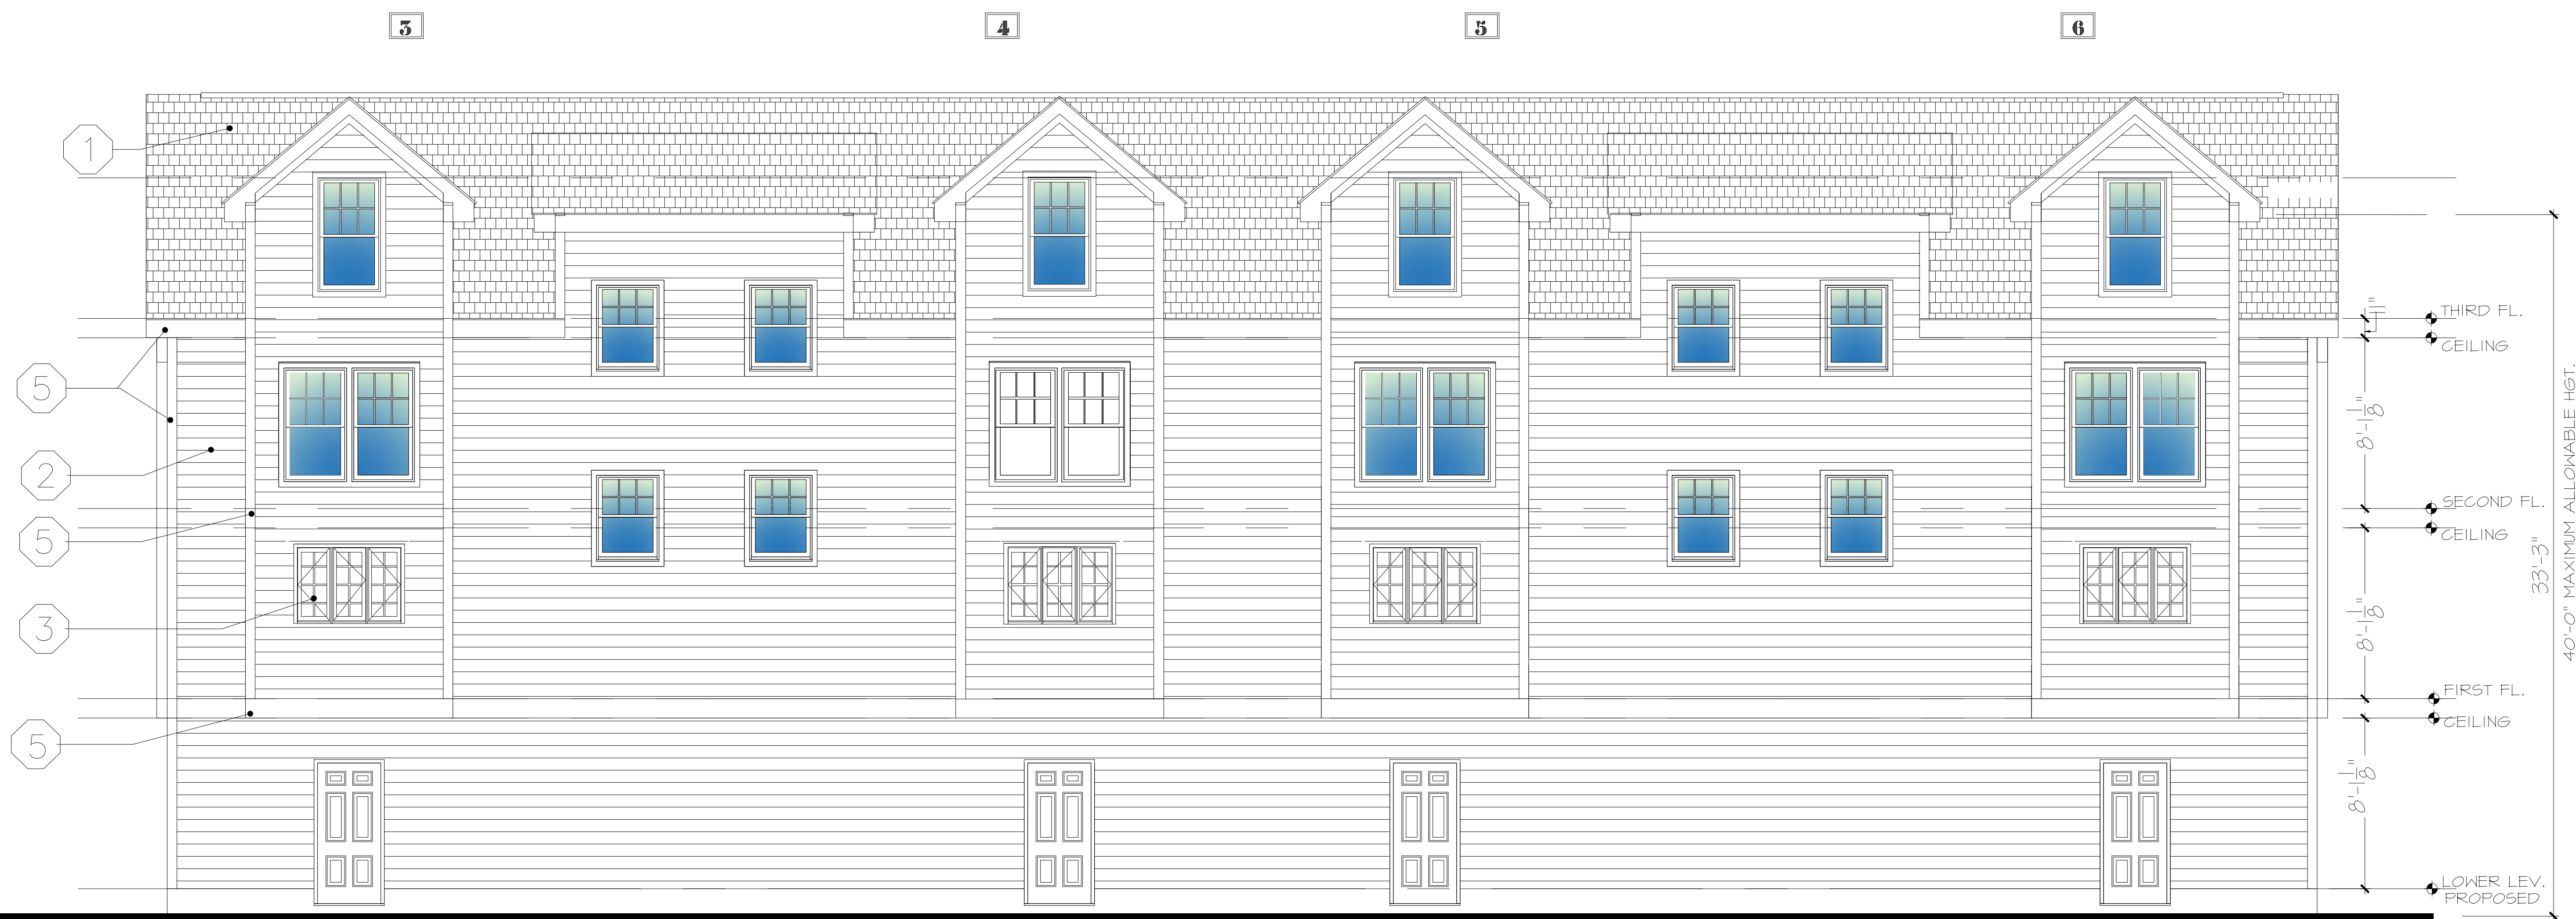 3 4 5 6
1
5
2
5
3
5
THIRD FL.
11"
CEILING
8'-1 1/8"
SECOND FL.
CEILING
8'-1 1/8"
FIRST FL.
CEILING
8'-1 1/8"
LOWER LEV.
PROPOSED
33'-3"
40'-0" MAXIMUM ALLOWABLE HGT.